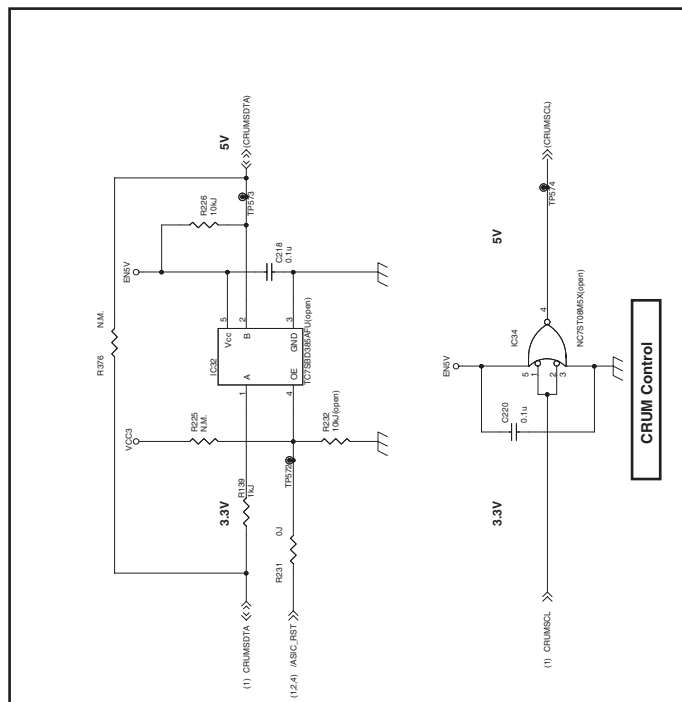 R376
N.M.
EN5V
R226
10kJ
5V
(CRUMSDTA)
TP573
VCC3
R225
N.M.
IC32
5
Vcc
2
B
C218
0.1u
1
A
3
GND
4
OE
TC7SBD385AFU(open)
3.3V
R139
1kJ
(1) CRUMSDTA
R232
10kJ(open)
TP572
R231
0J
(1,2,4) /ASIC_RST
EN5V
5V
(CRUMSCL)
TP574
4
IC34
NC7ST08M5X(open)
5
1
2
3
C220
0.1u
3.3V
(1) CRUMSCL
CRUM Control